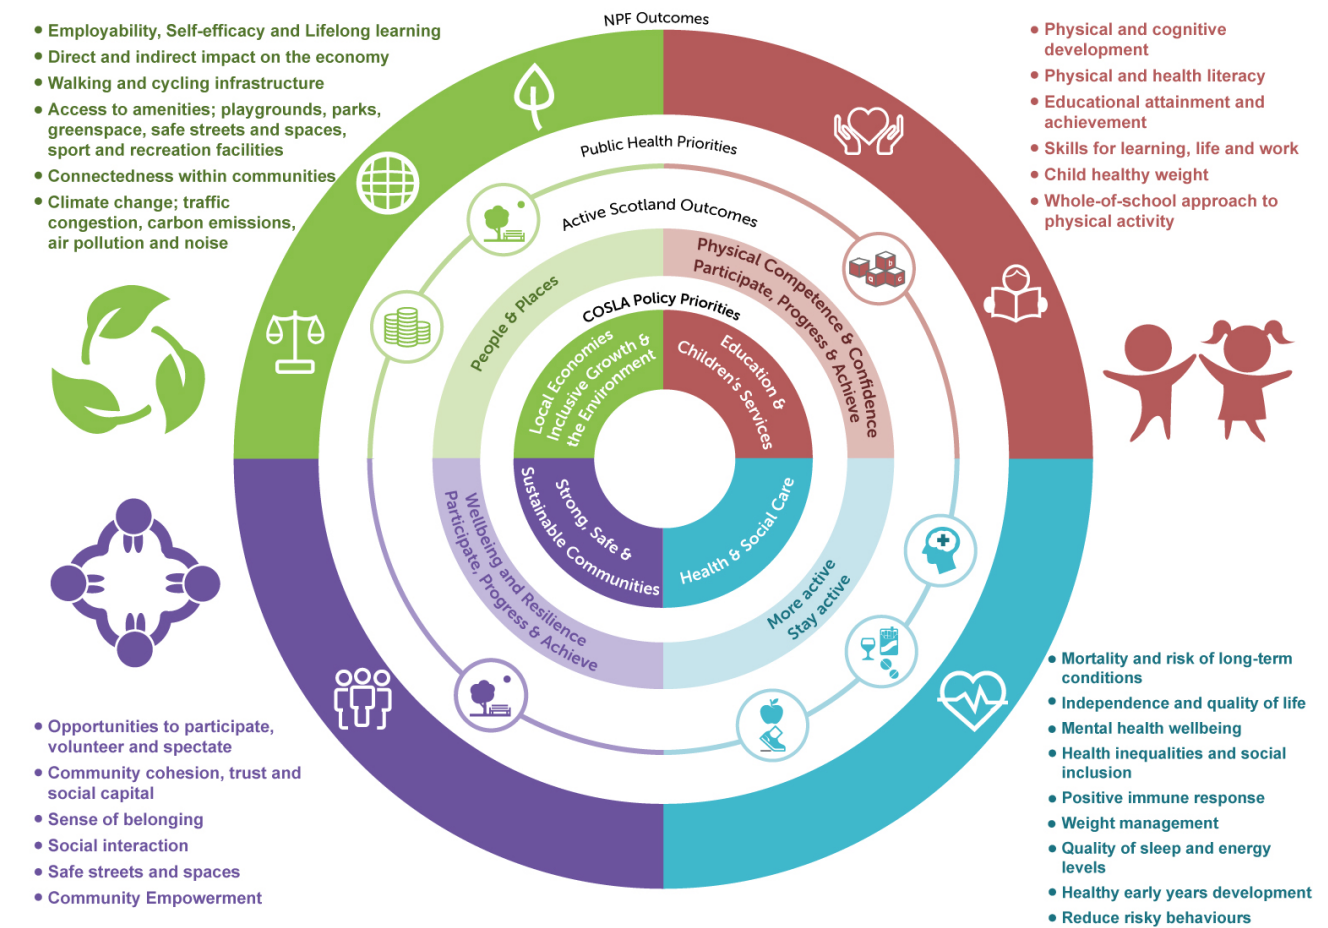 NPF Outcomes
Public Health Priorities
Active Scotland Outcomes
COSLA Policy Priorities
Employability, Self-efficacy and Lifelong learning
Direct and indirect impact on the economy
Walking and cycling infrastructure
Access to amenities; playgrounds, parks,
greenspace, safe streets and spaces,
sport and recreation facilities
Connectedness within communities
Climate change; traffic
congestion, carbon emissions,
air pollution and noise
Physical and cognitive
development
Physical and health literacy
Educational attainment and
achievement
Skills for learning, life and work
Child healthy weight
Whole-of-school approach to
physical activity
People & Places
Physical Competence & Confidence
Participate, Progress & Achieve
Local Economies
Inclusive Growth &
the Environment
Education &
Children's Services
Strong, Safe &
Sustainable Communities
Health & Social Care
Wellbeing and Resilience
Participate, Progress & Achieve
More active
Stay active
Opportunities to participate,
volunteer and spectate
Community cohesion, trust and
social capital
Sense of belonging
Social interaction
Safe streets and spaces
Community Empowerment
Mortality and risk of long-term
conditions
Independence and quality of life
Mental health wellbeing
Health inequalities and social
inclusion
Positive immune response
Weight management
Quality of sleep and energy
levels
Healthy early years development
Reduce risky behaviours